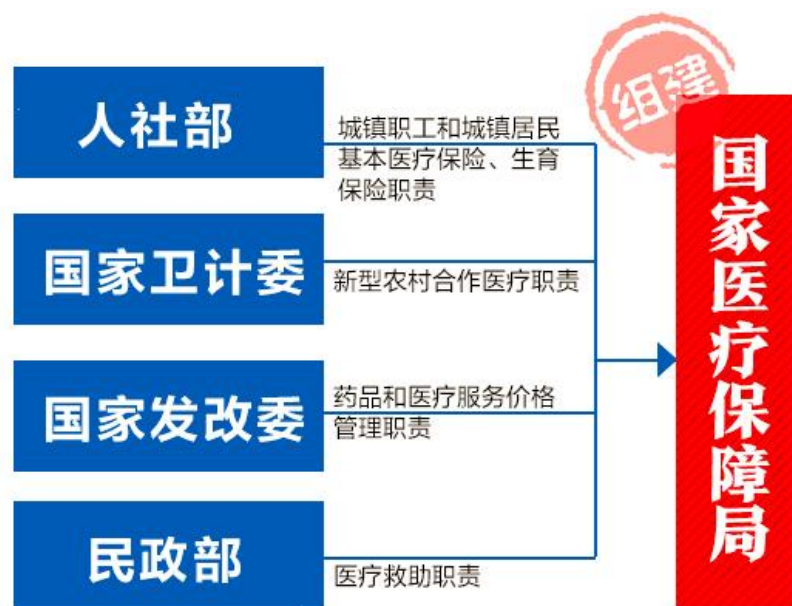 组建
人社部
城镇职工和城镇居民
基本医疗保险、生育
保险职责
国家卫计委
新型农村合作医疗职责
国家发改委
药品和医疗服务价格
管理职责
民政部
医疗救助职责
国家医疗保障局